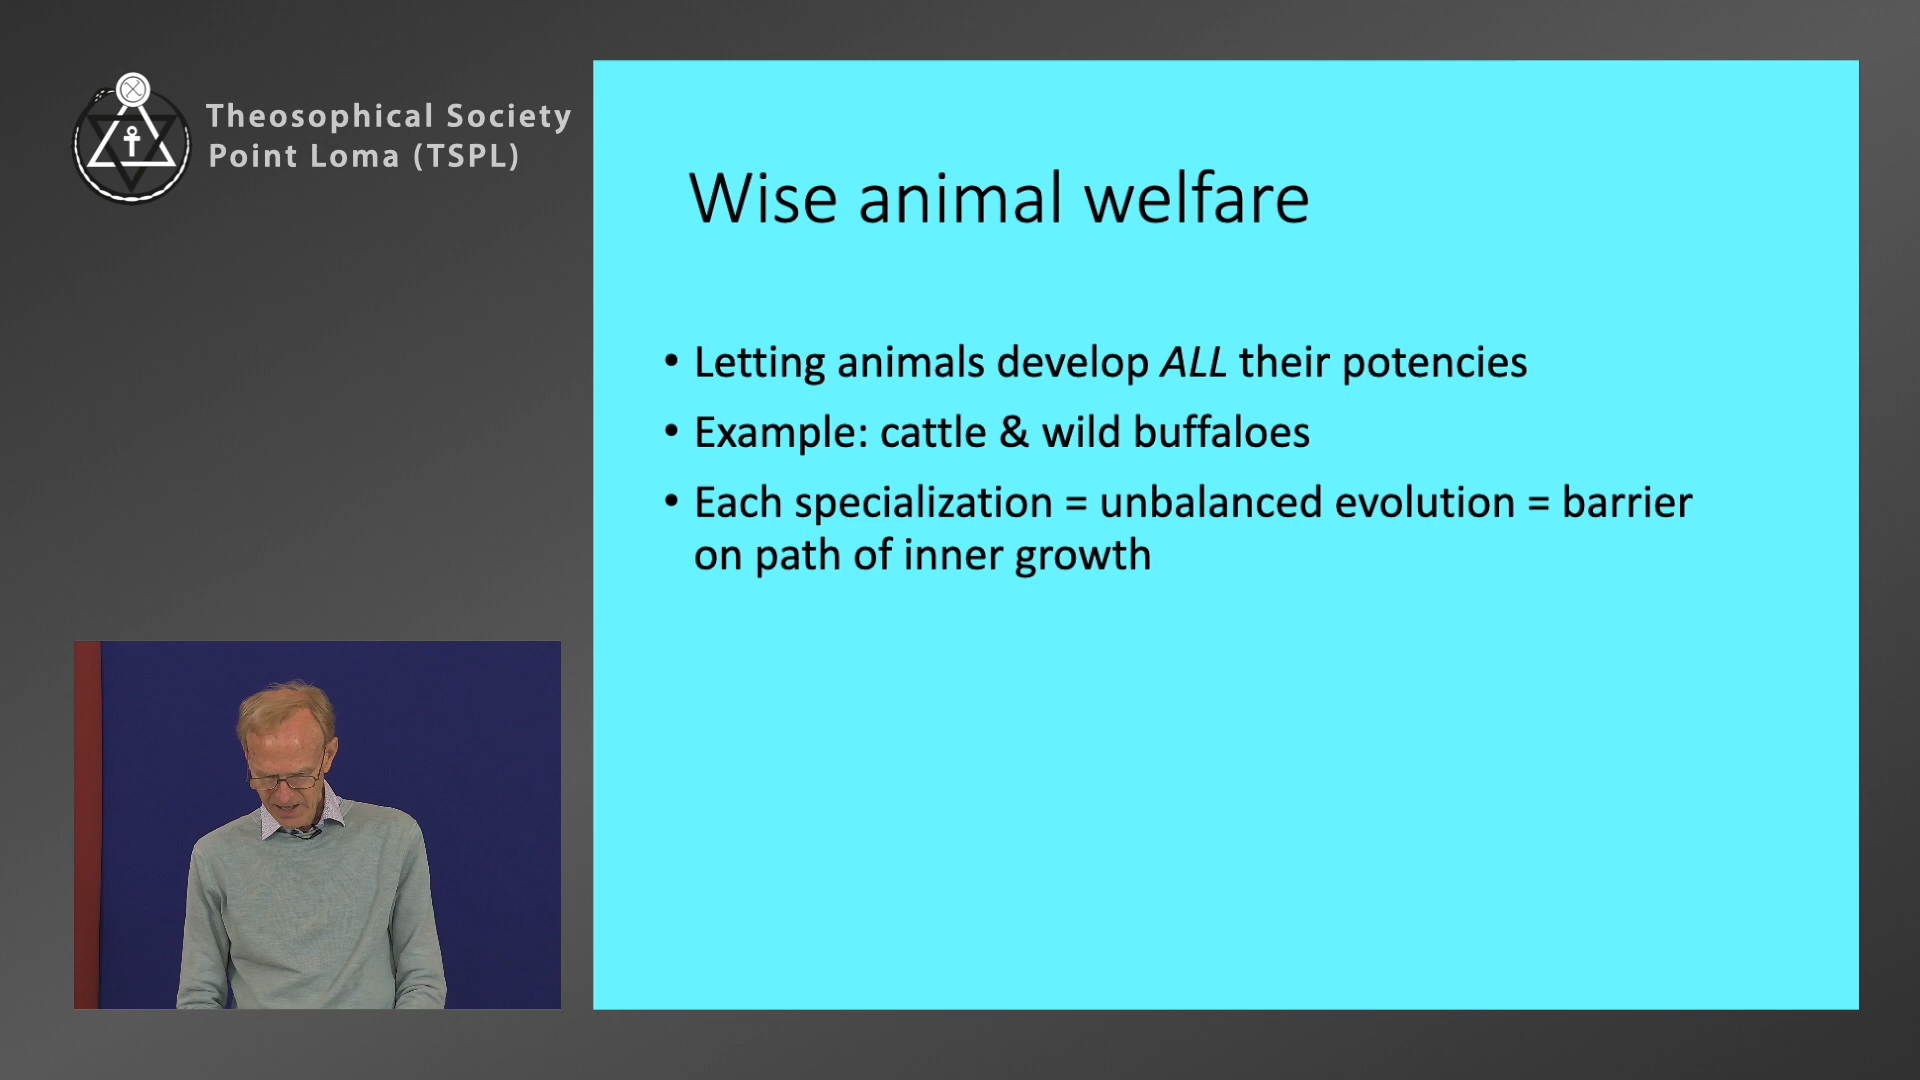 Theosophical Society
Point Loma (TSPL)
Wise animal welfare
• Letting animals develop ALL their potencies
• Example: cattle & wild buffaloes
• Each specialization = unbalanced evolution = barrier
on path of inner growth